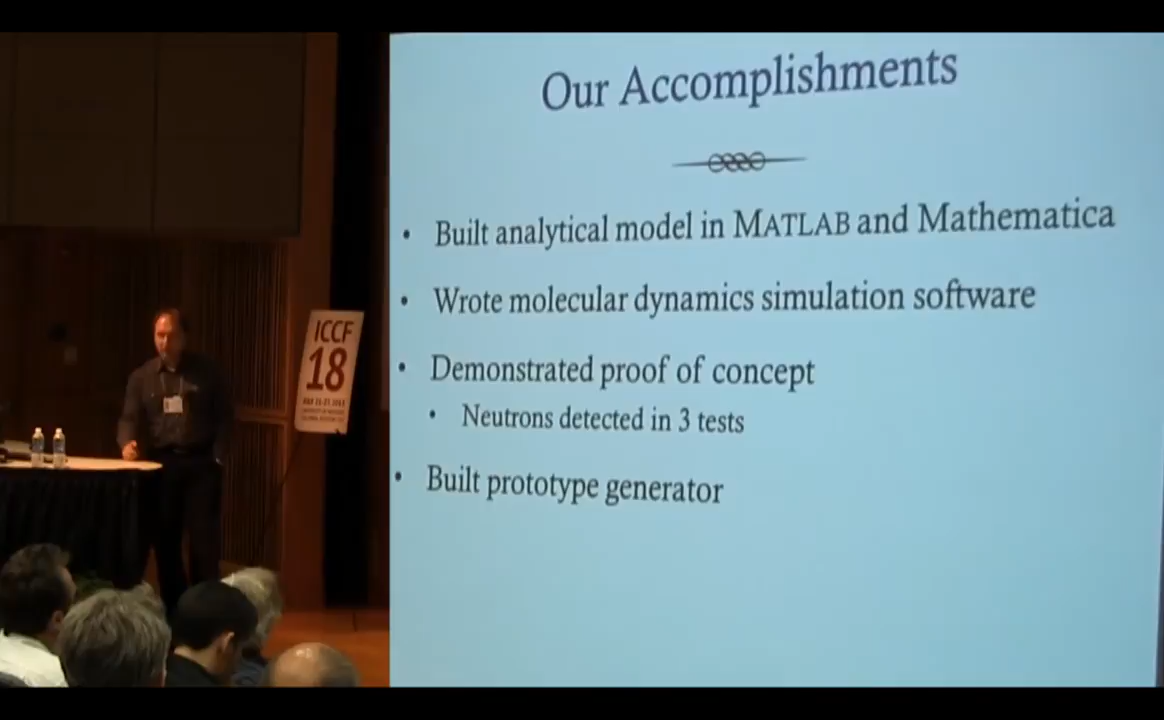 Our Accomplishments
• Built analytical model in MATLAB and Mathematica
• Wrote molecular dynamics simulation software
• Demonstrated proof of concept
• Neutrons detected in 3 tests
• Built prototype generator
ICCF
18